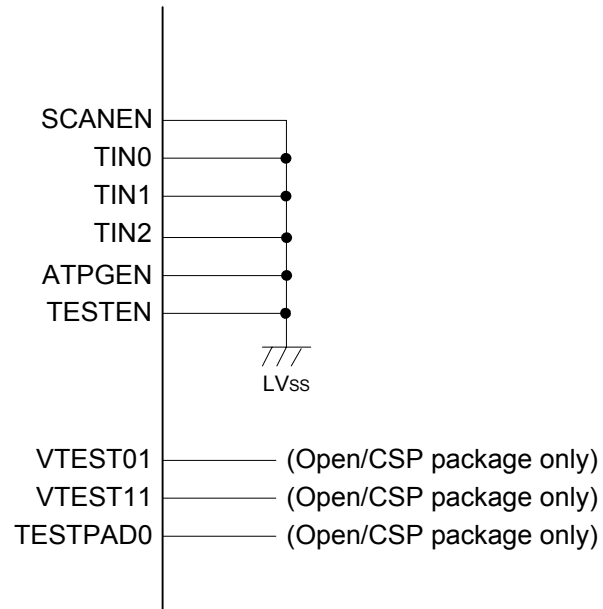 SCANEN
TIN0
TIN1
TIN2
ATPGEN
TESTEN
LVss
VTEST01 (Open/CSP package only)
VTEST11 (Open/CSP package only)
TESTPAD0 (Open/CSP package only)